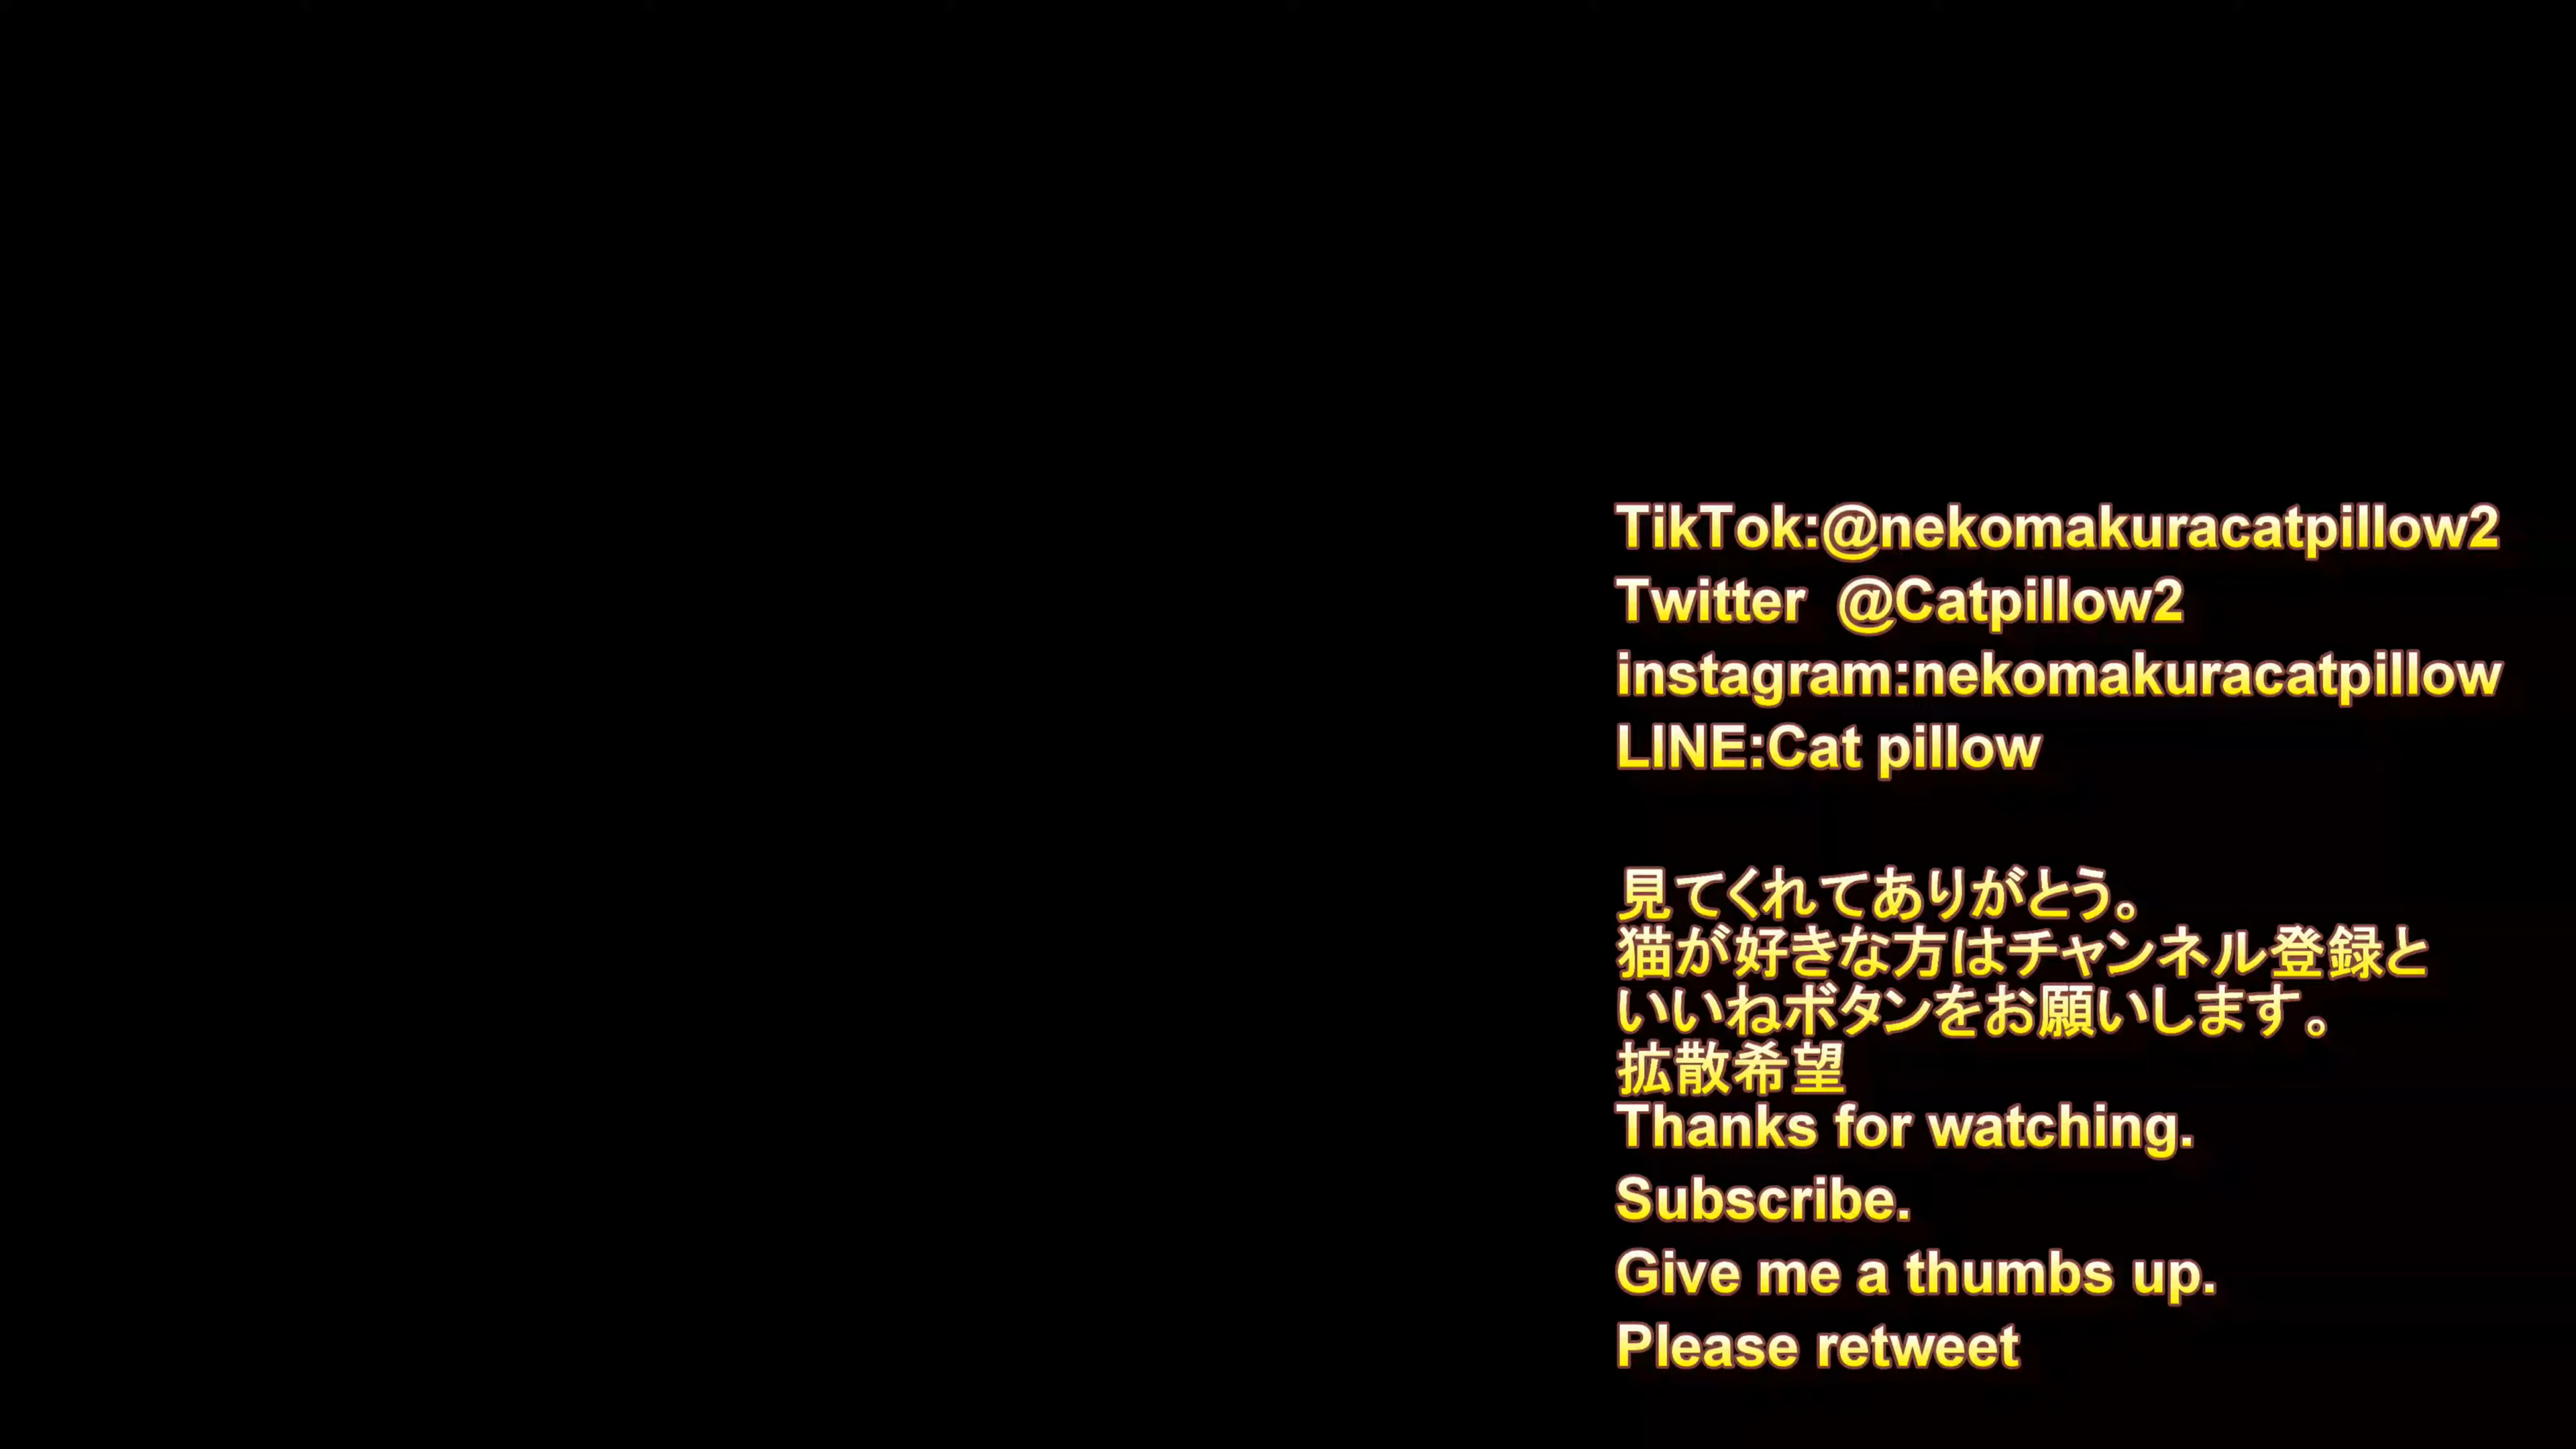 TikTok:@nekomakuracatpillow2
Twitter  @Catpillow2
instagram:nekomakuracatpillow
LINE:Cat pillow
見てくれてありがとう。
猫が好きな方はチャンネル登録と
いいねボタンをお願いします。
拡散希望
Thanks for watching.
Subscribe.
Give me a thumbs up.
Please retweet